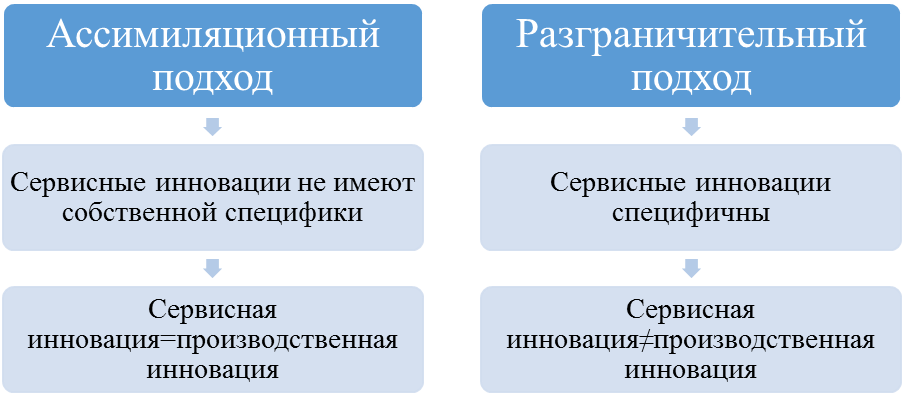 Ассимиляционный
подход
Сервисные инновации не имеют
собственной специфики
Сервисная
инновация=производственная
инновация
Разграничительный
подход
Сервисные инновации
специфичны
Сервисная
инновация≠производственная
инновация